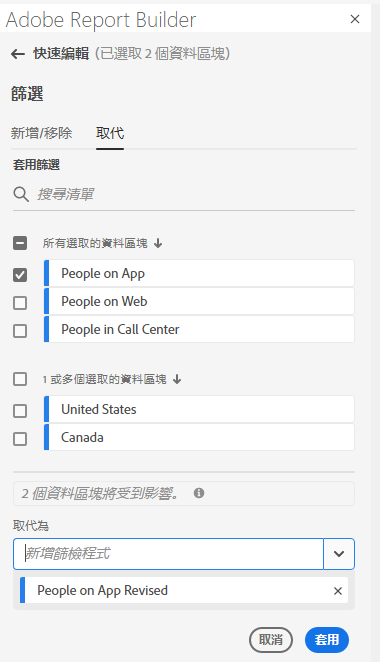 Adobe Report Builder
快速編輯 (已選取 2 個資料區塊)
篩選
新增/移除 取代
套用篩選
搜尋清單
所有選取的資料區塊
People on App
People on Web
People in Call Center
1 或多個選取的資料區塊
United States
Canada
2 個資料區塊將受到影響。
取代為
新增篩檢程式
People on App Revised
取消 套用